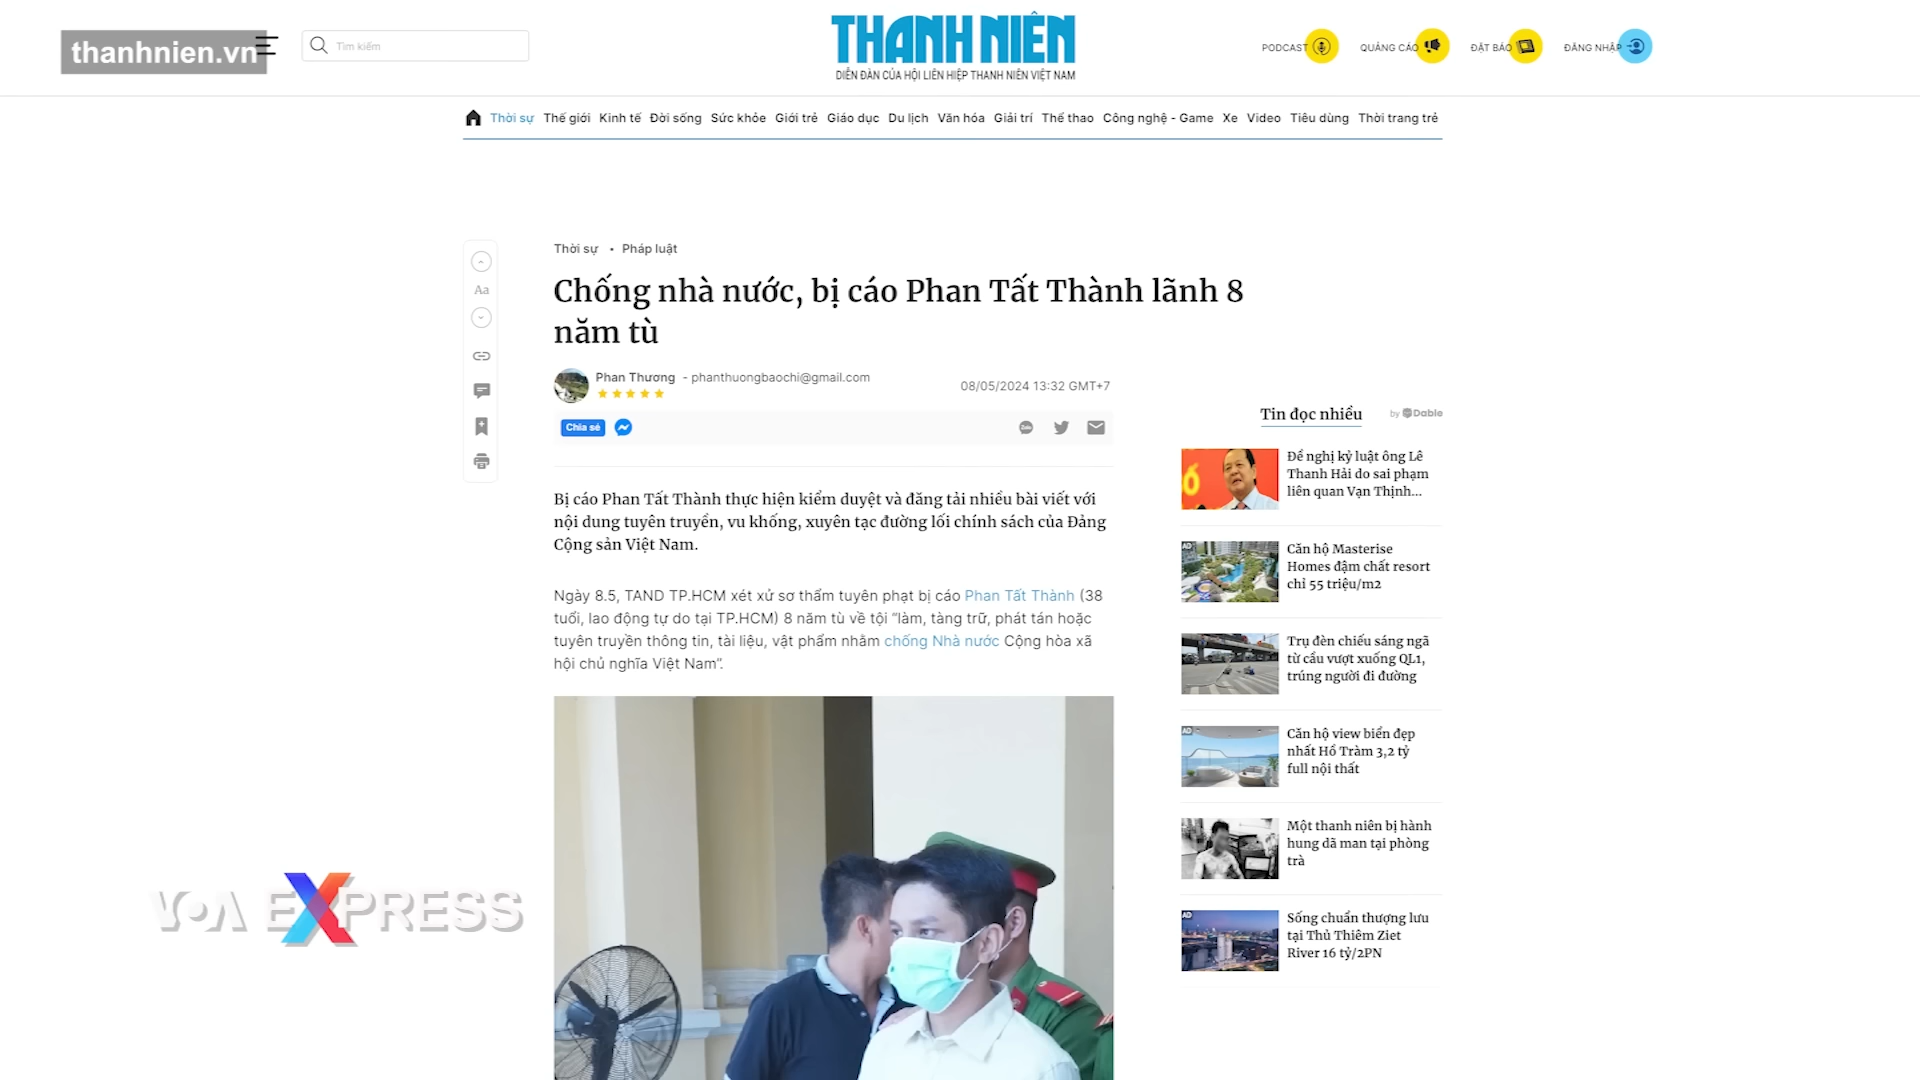 thanhnien.vn
Tìm kiếm
THANH NIÊN
DIỄN ĐÀN CỦA HỘI LIÊN HIỆP THANH NIÊN VIỆT NAM
PODCAST
QUẢNG CÁO
ĐẶT BÁO
ĐĂNG NHẬP
Thời sự Thế giới Kinh tế Đời sống Sức khỏe Giới trẻ Giáo dục Du lịch Văn hóa Giải trí Thể thao Công nghệ - Game Xe Video Tiêu dùng Thời trang trẻ
Thời sự • Pháp luật
Chống nhà nước, bị cáo Phan Tất Thành lãnh 8
năm tù
Aa
Phan Thương - phanthuongbaochi@gmail.com
08/05/2024 13:32 GMT+7
Chia sẻ
Zalo
Bị cáo Phan Tất Thành thực hiện kiểm duyệt và đăng tải nhiều bài viết với
nội dung tuyên truyền, vu khống, xuyên tạc đường lối chính sách của Đảng
Cộng sản Việt Nam.
Ngày 8.5, TAND TP.HCM xét xử sơ thẩm tuyên phạt bị cáo Phan Tất Thành (38
tuổi, lao động tự do tại TP.HCM) 8 năm tù về tội “làm, tàng trữ, phát tán hoặc
tuyên truyền thông tin, tài liệu, vật phẩm nhằm chống Nhà nước Cộng hòa xã
hội chủ nghĩa Việt Nam”.
Tin đọc nhiều
by Dable
Đề nghị kỷ luật ông Lê
Thanh Hải do sai phạm
liên quan Vạn Thịnh...
AD
Căn hộ Masterise
Homes đậm chất resort
chỉ 55 triệu/m2
Trụ đèn chiếu sáng ngã
từ cầu vượt xuống QL1,
trúng người đi đường
AD
Căn hộ view biển đẹp
nhất Hồ Tràm 3,2 tỷ
full nội thất
Một thanh niên bị hành
hung dã man tại phòng
trà
AD
Sống chuẩn thượng lưu
tại Thủ Thiêm Ziet
River 16 tỷ/2PN
VOA EXPRESS